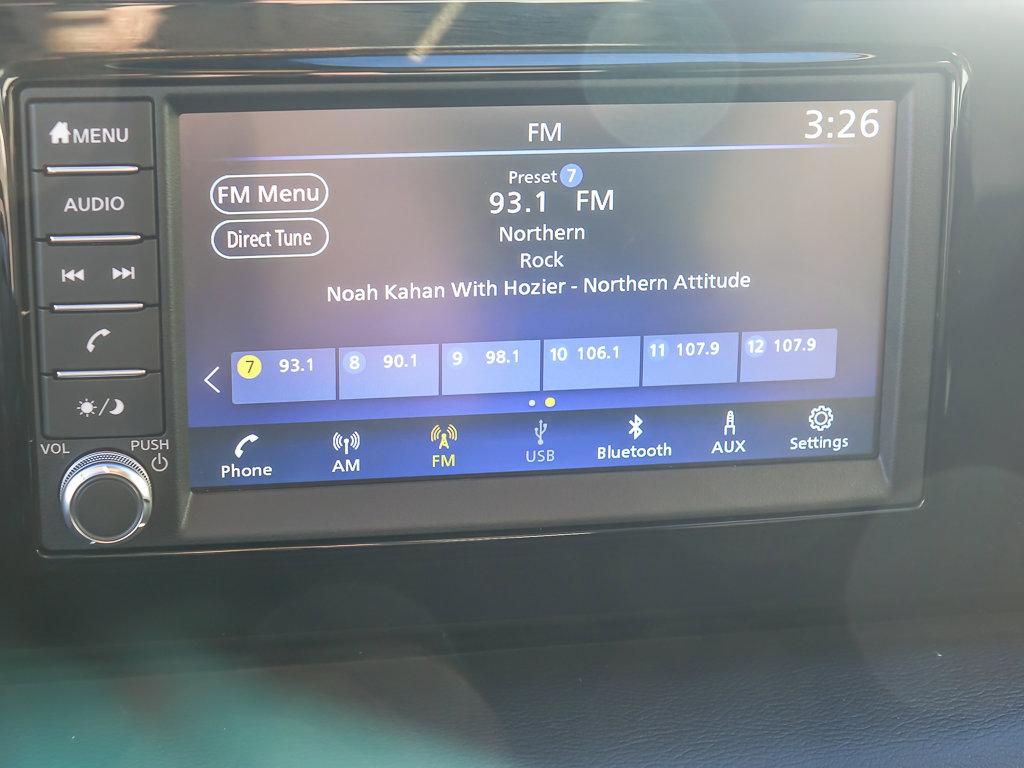 MENU
AUDIO
VOL
PUSH
FM
3:26
FM Menu
Direct Tune
Preset 7
93.1 FM
Northern
Rock
Noah Kahan With Hozier - Northern Attitude
7 93.1
8 90.1
9 98.1
10 106.1
11 107.9
12 107.9
Phone
AM
FM
USB
Bluetooth
AUX
Settings